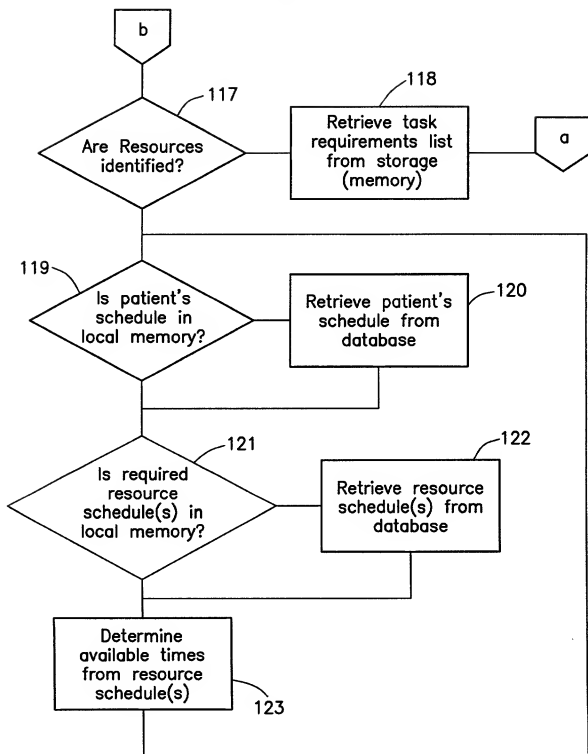 b
117
Are Resources
identified?
118
Retrieve task
requirements list
from storage
(memory)
a
119
Is patient's
schedule in
local memory?
120
Retrieve patient's
schedule from
database
121
Is required
resource
schedule(s) in
local memory?
122
Retrieve resource
schedule(s) from
database
Determine
available times
from resource
schedule(s)
123